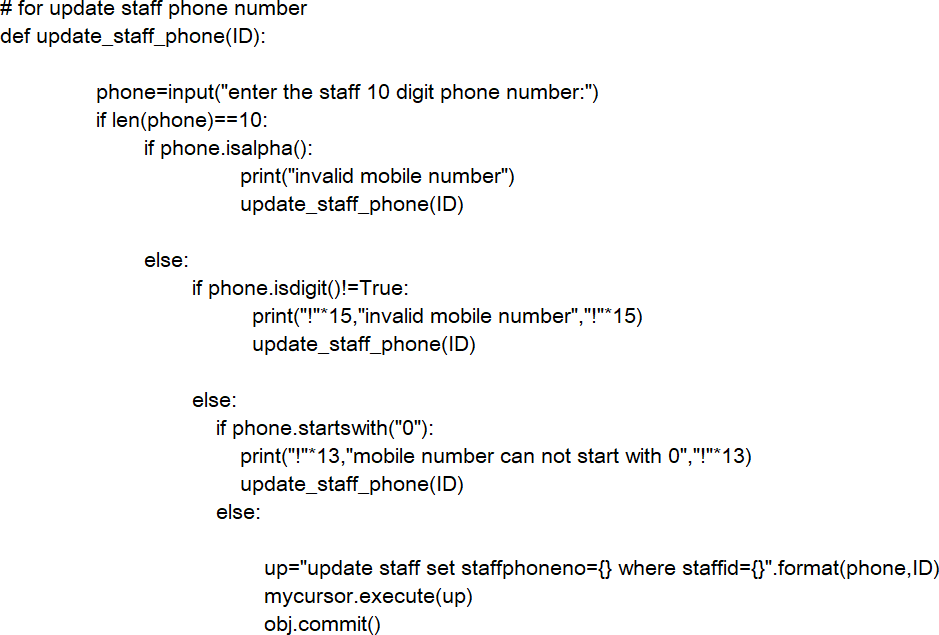 # for update staff phone number
def update_staff_phone(ID):
phone=input("enter the staff 10 digit phone number:")
if len(phone)==10:
if phone.isalpha():
print("invalid mobile number")
update_staff_phone(ID)
else:
if phone.isdigit()!=True:
print("!"*15,"invalid mobile number","!"*15)
update_staff_phone(ID)
else:
if phone.startswith("0"):
print("!"*13,"mobile number can not start with 0","!"*13)
update_staff_phone(ID)
else:
up="update staff set staffphoneno={} where staffid={}".format(phone,ID)
mycursor.execute(up)
obj.commit()